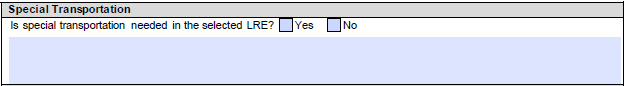 Special Transportation
Is special transportation needed in the selected LRE? Yes No